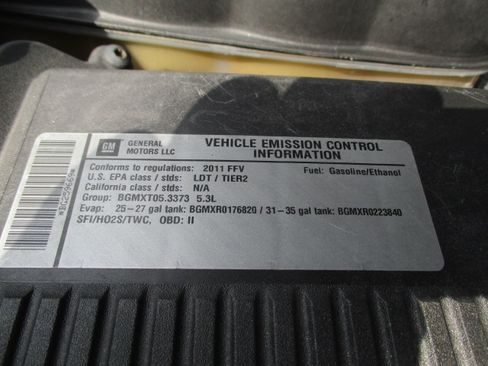 GM GENERAL MOTORS LLC
VEHICLE EMISSION CONTROL INFORMATION
Conforms to regulations: 2011 FFV Fuel: Gasoline/Ethanol
U.S. EPA class / stds: LDT / TIER2
California class / stds: N/A
Group: BGMXT05.3373 5.3L
Evap: 25-27 gal tank: BGMXR0176820 / 31-35 gal tank: BGMXR0223840
SFI/HO2S/TWC, OBD: II